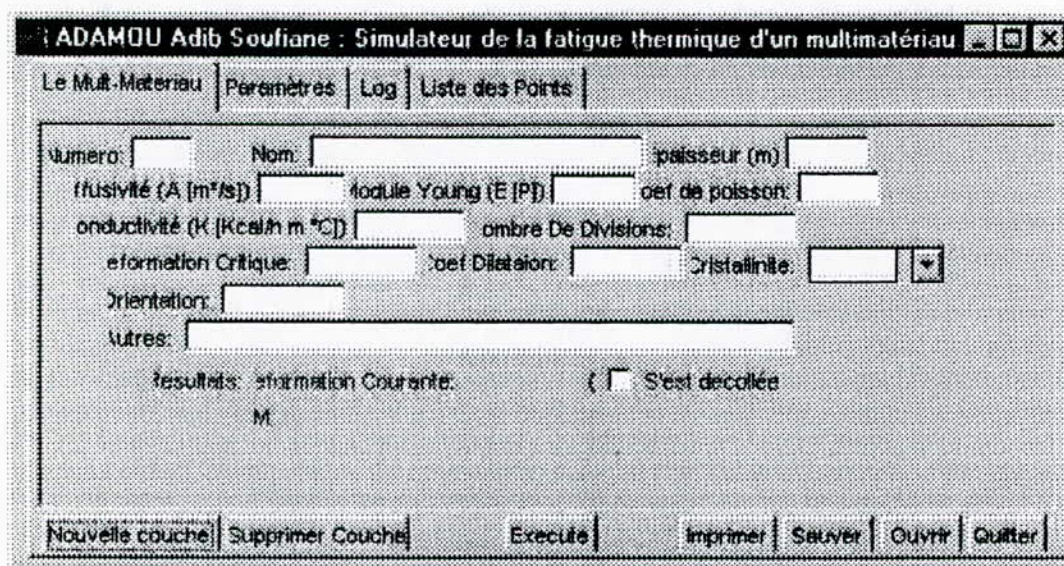 ADAMOU Adib Soufiane : Simulateur de la fatigue thermique d'un multimatériau
Le Mult-Materiau Paramètres Log Liste des Points
Numero: Nom: paisseur (m)
ffusivité (A [m²/s]) Module Young (E [P]) oef de poisson:
onductivité (K [Kcal/h m °C]) ombre De Divisions:
eformation Critique: Coef Dilataion: Cristallinite:
Orientation:
Autres:
Resultats: eformation Courante: ( S'est decollée
M
Nouvelle couche Supprimer Couche Execute Imprimer Sauver Ouvrir Quitter